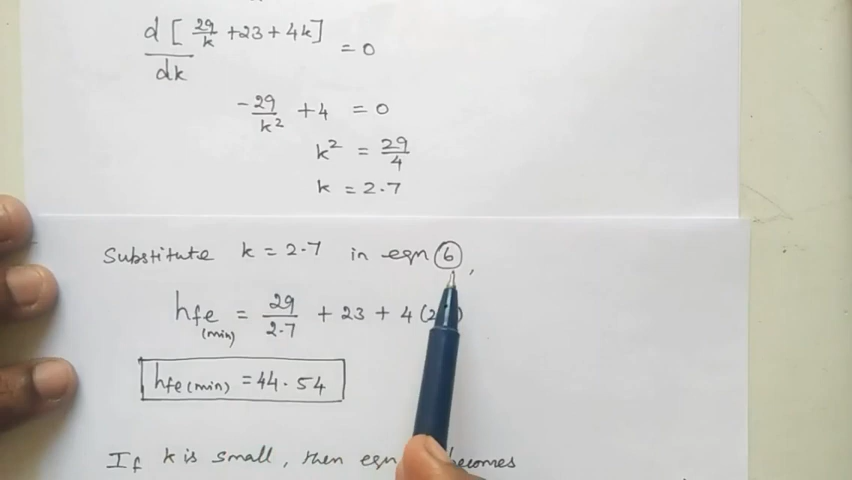 d [ 29/k + 23 + 4k ] / dk = 0
-29/k² + 4 = 0
k² = 29/4
k = 2.7
Substitute k = 2.7 in eqn 6,
hfe(min) = 29/2.7 + 23 + 4(2
hfe(min) = 44.54
If k is small, then eqn becomes